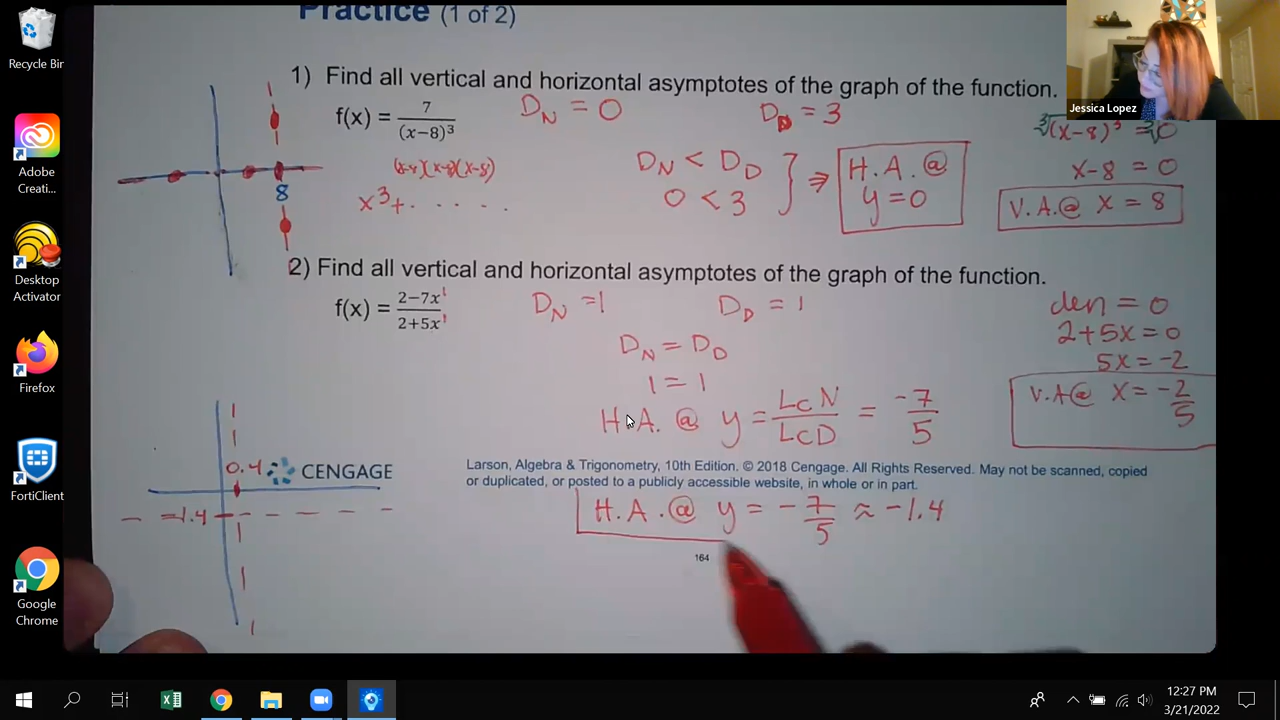 Practice (1 of 2)
1) Find all vertical and horizontal asymptotes of the graph of the function.
f(x) = 7/(x−8)³
D_N = 0
D_D = 3
∛(x-8)³ = ∛0
(x-8)(x-8)(x-8)
x³+ . . . . .
D_N < D_D
0 < 3
⇒ H.A.@
y=0
x-8 = 0
V.A.@ x = 8
8
2) Find all vertical and horizontal asymptotes of the graph of the function.
f(x) = 2−7x¹/2+5x¹
D_N =1
D_D = 1
den = 0
2+5x=0
5x=-2
D_N = D_D
1 = 1
V.A@ x = -2/5
H.A. @ y = LCN/LCD = -7/5
0.4
-1.4
CENGAGE
Larson, Algebra & Trigonometry, 10th Edition. © 2018 Cengage. All Rights Reserved. May not be scanned, copied
or duplicated, or posted to a publicly accessible website, in whole or in part.
H.A.@ y = -7/5 ≈ -1.4
164
Jessica Lopez
Recycle Bin
Adobe
Creati...
Desktop
Activator
Firefox
FortiClient
Google
Chrome
12:27 PM
3/21/2022